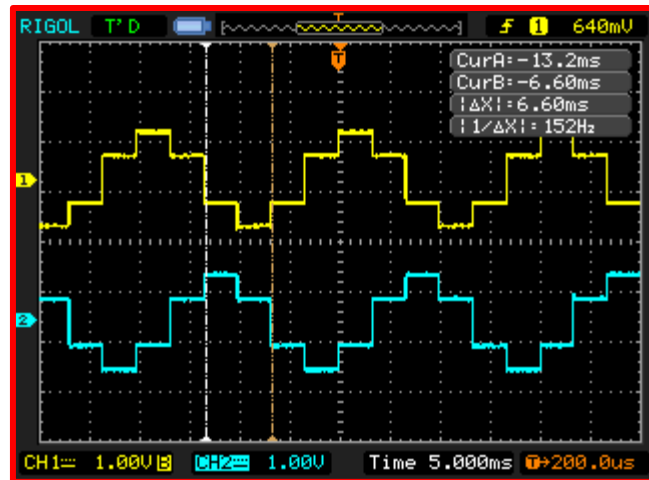 RIGOL T'D T f 1 640mV
T
CurA=-13.2ms
CurB=-6.60ms
|ΔX|=6.60ms
|1/ΔX|=152Hz
1
2
CH1 1.00V B CH2 1.00V Time 5.000ms T→200.0us